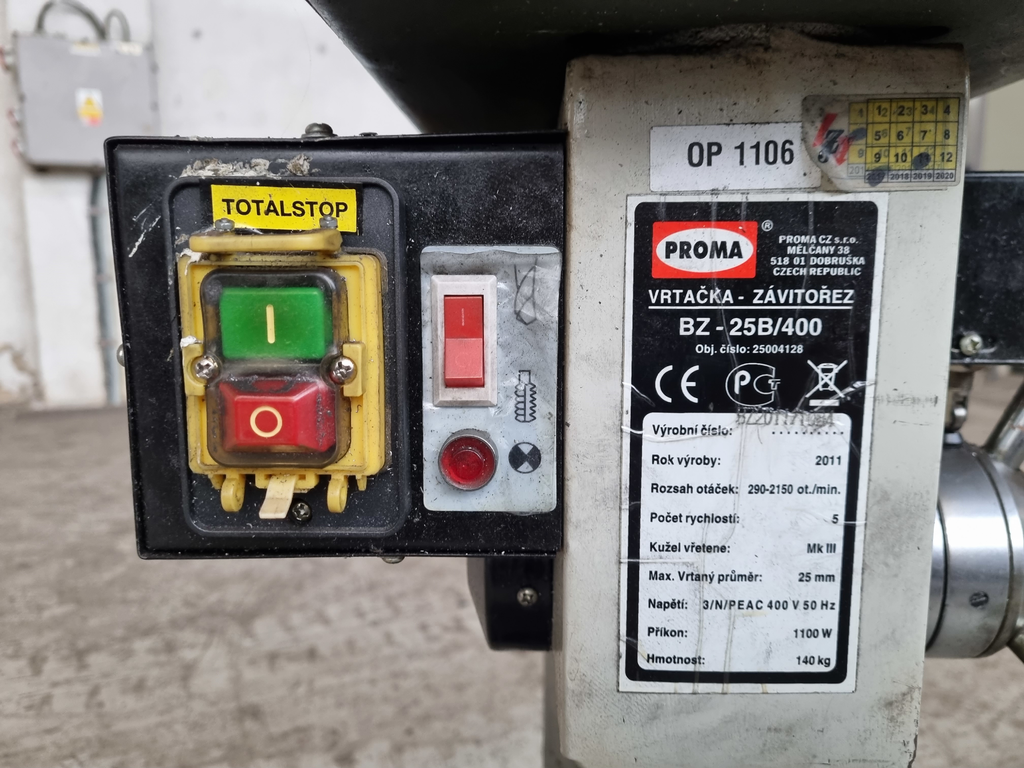 TOTALSTOP
I
O
OP 1106
1 2 3 4
5 6 7 8
9 10 11 12
2018 2019 2020
PROMA ®
PROMA CZ s.r.o.
MĚLČANY 38
518 01 DOBRUŠKA
CZECH REPUBLIC
VRTAČKA - ZÁVITOŘEZ
BZ - 25B/400
Obj. číslo: 25004128
CE
Výrobní číslo:
Rok výroby: 2011
Rozsah otáček: 290-2150 ot./min.
Počet rychlostí: 5
Kužel vřetene: Mk III
Max. Vrtaný průměr: 25 mm
Napětí: 3/N/PEAC 400 V 50 Hz
Příkon: 1100 W
Hmotnost: 140 kg